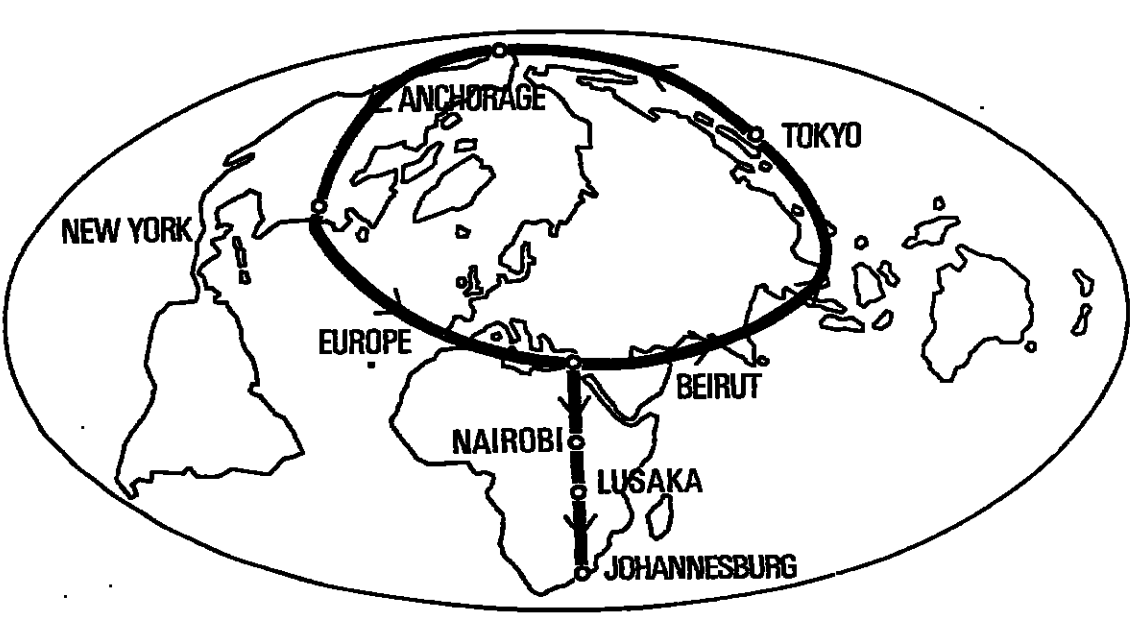 ANCHORAGE
TOKYO
NEW YORK
EUROPE
BEIRUT
NAIROBI
LUSAKA
JOHANNESBURG